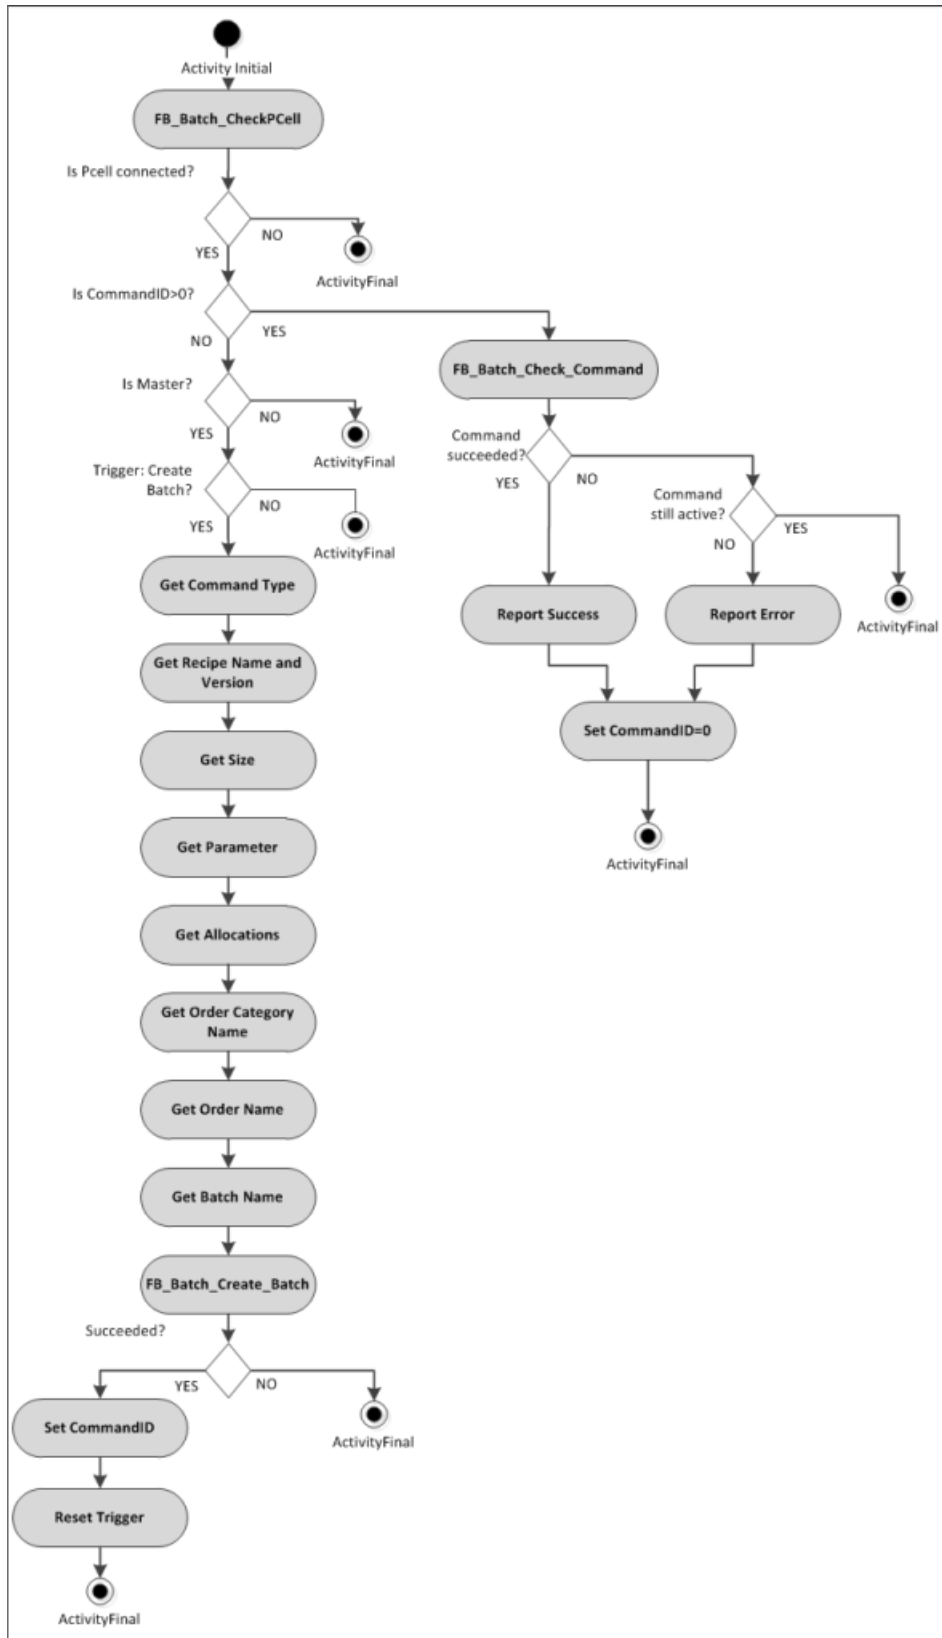 Activity Initial
FB_Batch_CheckPCell
Is Pcell connected?
NO
YES
ActivityFinal
Is CommandID>0?
YES
NO
FB_Batch_Check_Command
Is Master?
NO
YES
ActivityFinal
Command
succeeded?
YES
NO
Trigger: Create
Batch?
NO
YES
ActivityFinal
Command
still active?
YES
NO
ActivityFinal
Get Command Type
Report Success
Report Error
Get Recipe Name and
Version
Set CommandID=0
ActivityFinal
Get Size
Get Parameter
Get Allocations
Get Order Category
Name
Get Order Name
Get Batch Name
FB_Batch_Create_Batch
Succeeded?
YES
NO
Set CommandID
ActivityFinal
Reset Trigger
ActivityFinal